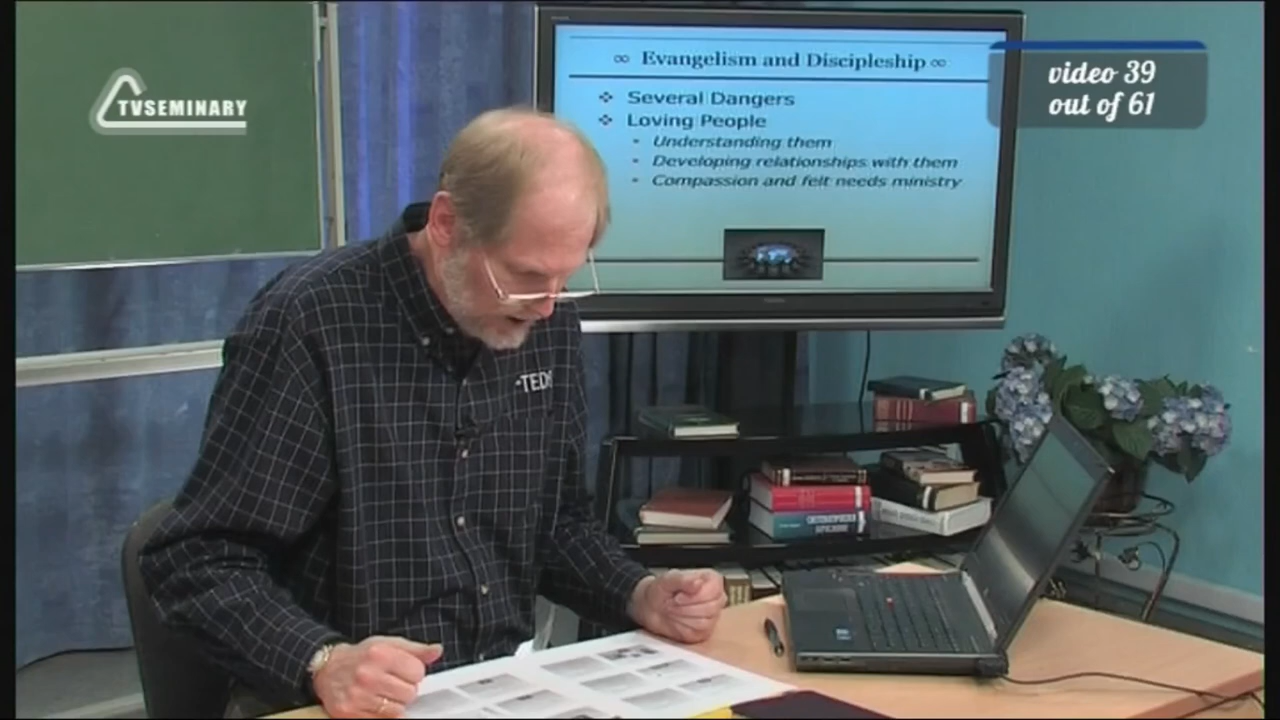 TVSEMINARY
∞ Evangelism and Discipleship ∞
❖ Several Dangers
❖ Loving People
▪ Understanding them
▪ Developing relationships with them
▪ Compassion and felt needs ministry
video 39
out of 61